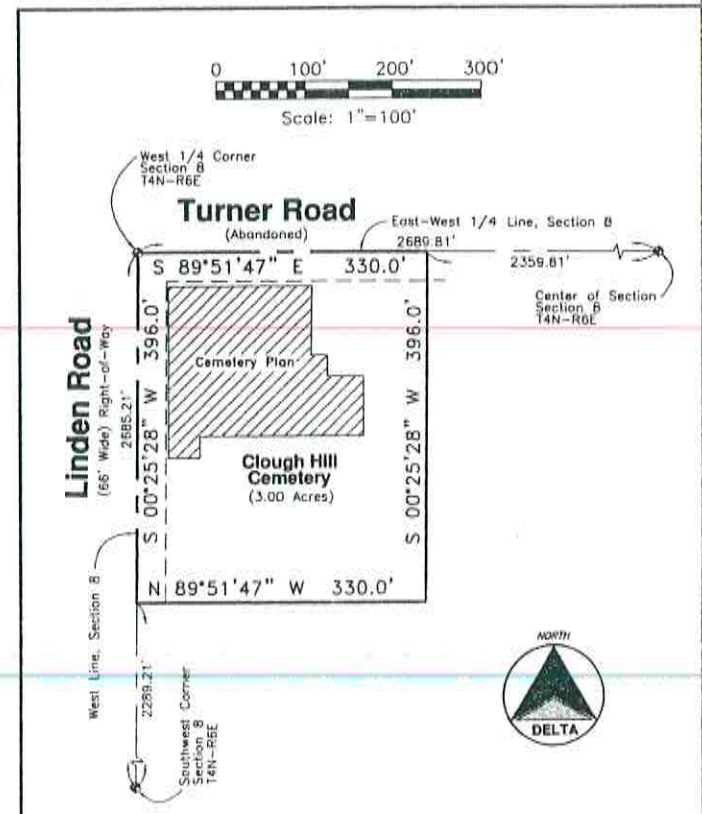 0 100' 200' 300'
Scale: 1"=100'
West 1/4 Corner
Section 8
T4N-R6E
Turner Road
(Abandoned)
East-West 1/4 Line, Section 8
2689.81'
2359.81'
S 89°51'47" E 330.0'
Center of Section
Section 8
T4N-R6E
Linden Road
(66' Wide) Right-of-Way
2685.21'
S 00°25'28" W 396.0'
Cemetery Plan
S 00°25'28" W 396.0'
Clough Hill
Cemetery
(3.00 Acres)
N 89°51'47" W 330.0'
West Line, Section 8
2289.21'
Southwest Corner
Section 8
T4N-R6E
NORTH
DELTA